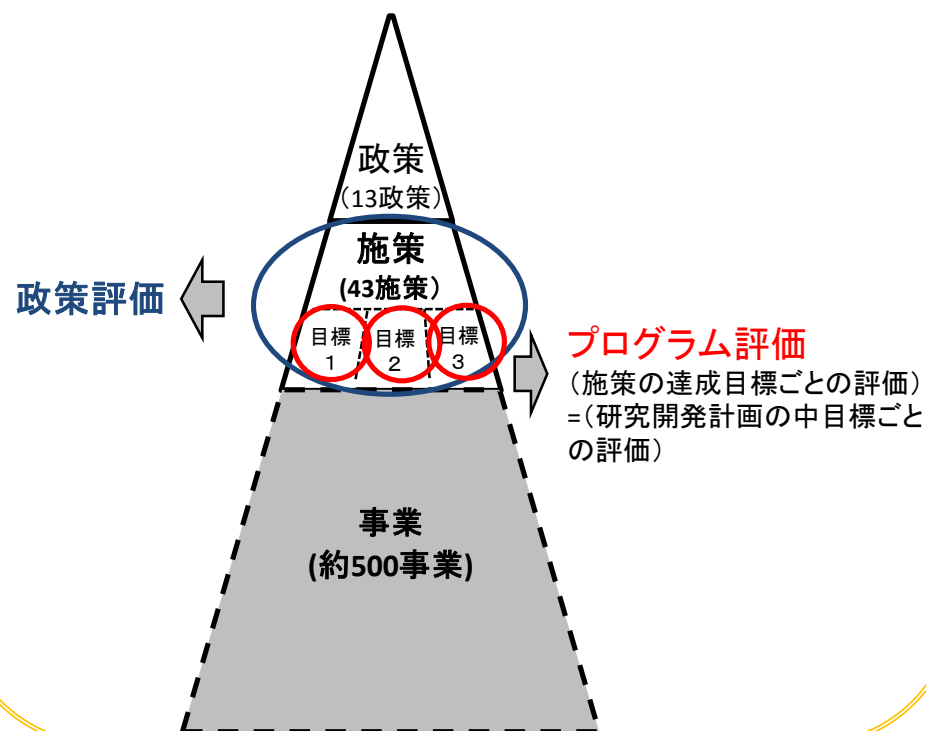 政策
（13政策）
施策
(43施策）
政策評価
目標
1
目標
２
目標
３
プログラム評価
（施策の達成目標ごとの評価）
=（研究開発計画の中目標ごと
の評価）
事業
(約500事業)